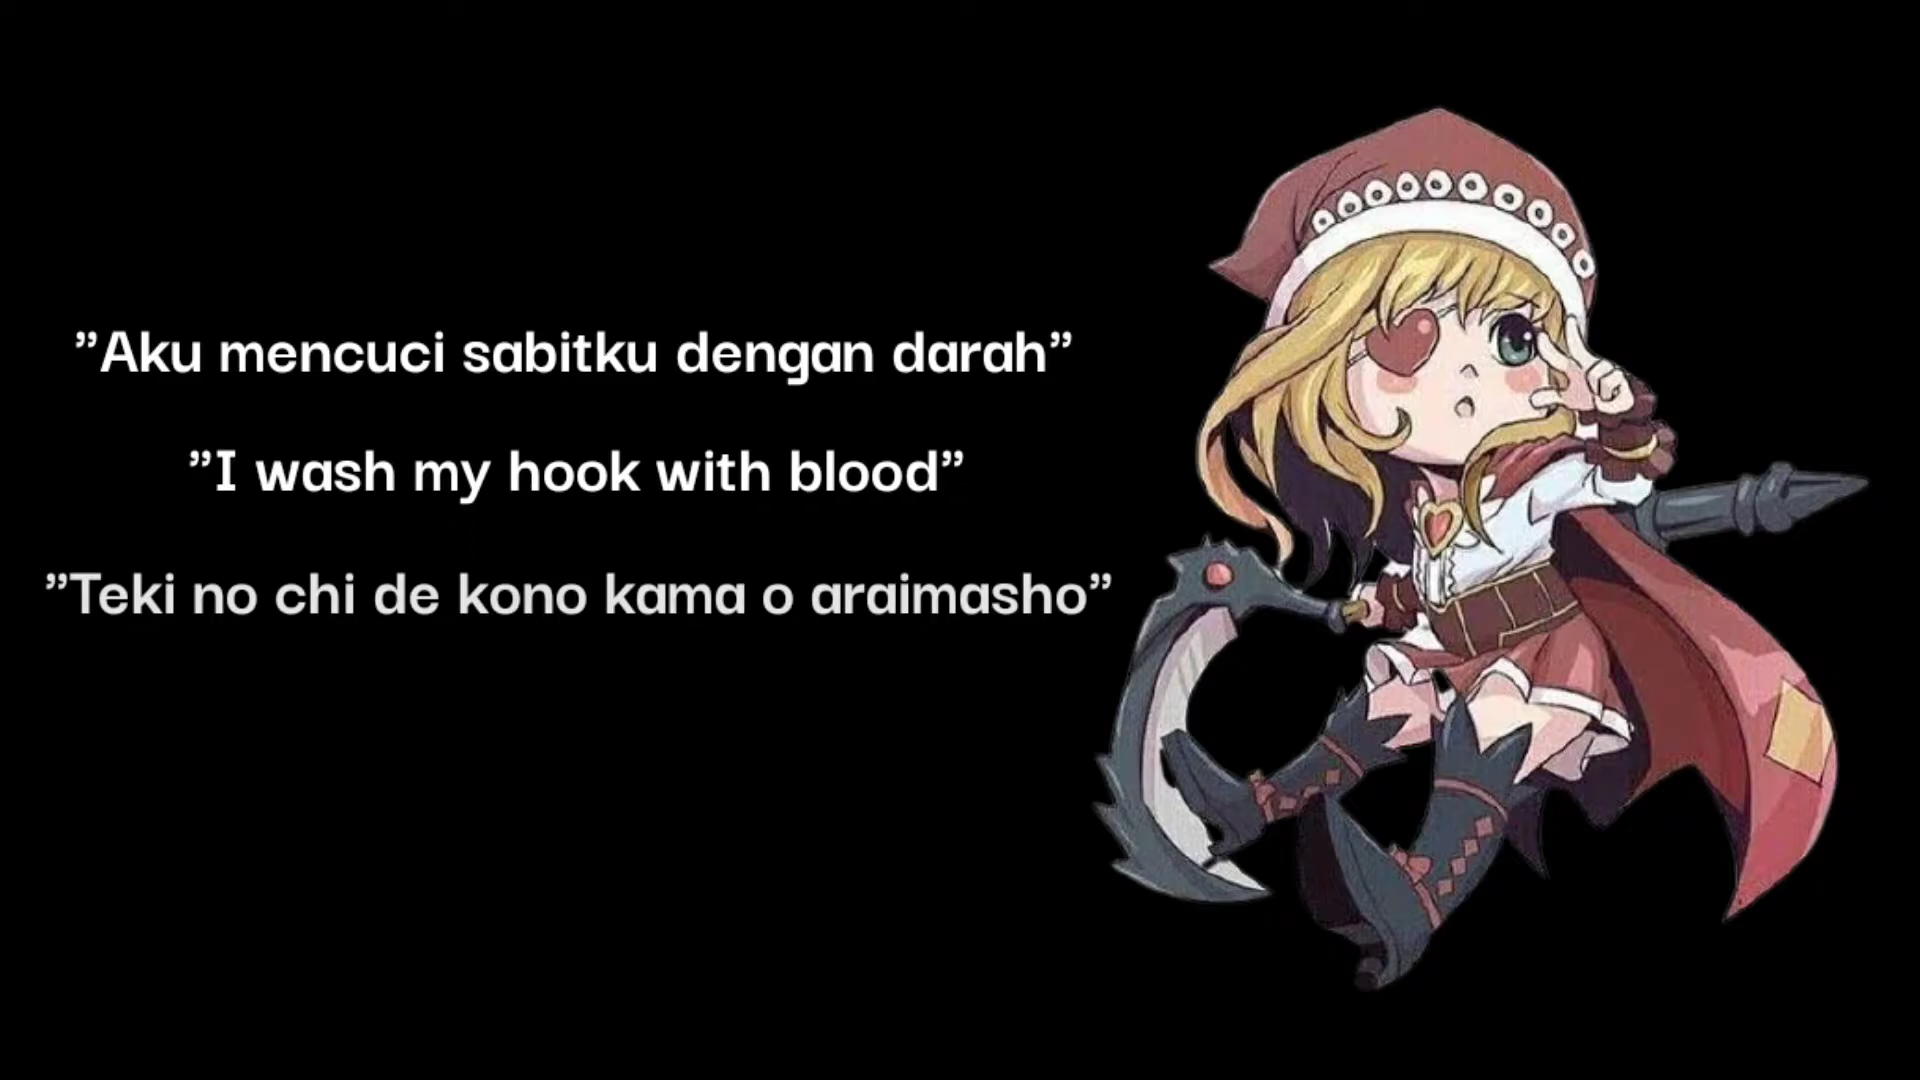 ”Aku mencuci sabitku dengan darah”
”I wash my hook with blood”
”Teki no chi de kono kama o araimasho”